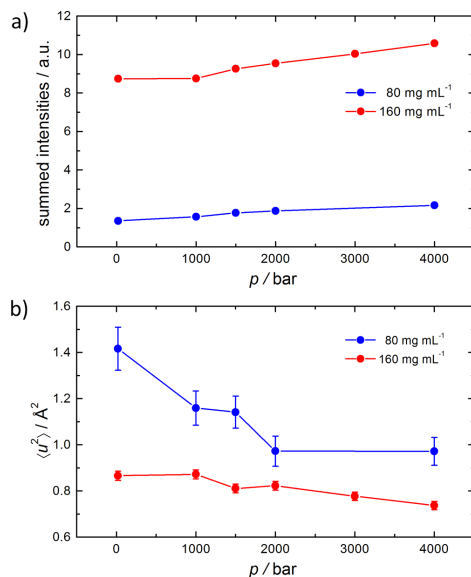 a)
12
10
8
6
4
2
0
summed intensities / a.u.
80 mg mL⁻¹
160 mg mL⁻¹
0 1000 2000 3000 4000
p / bar
b)
1.6
1.4
1.2
1.0
0.8
0.6
⟨u²⟩ / Å²
80 mg mL⁻¹
160 mg mL⁻¹
0 1000 2000 3000 4000
p / bar